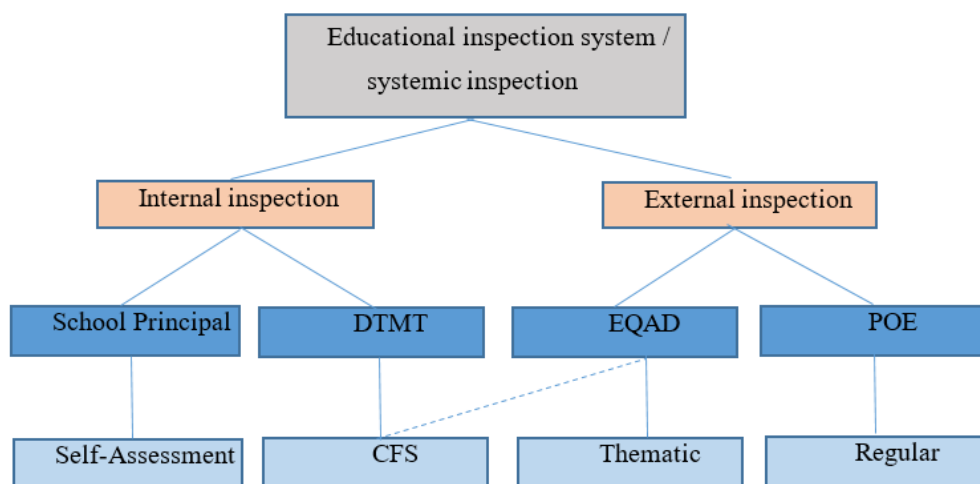 Educational inspection system /
systemic inspection
Internal inspection
External inspection
School Principal
DTMT
EQAD
POE
Self-Assessment
CFS
Thematic
Regular